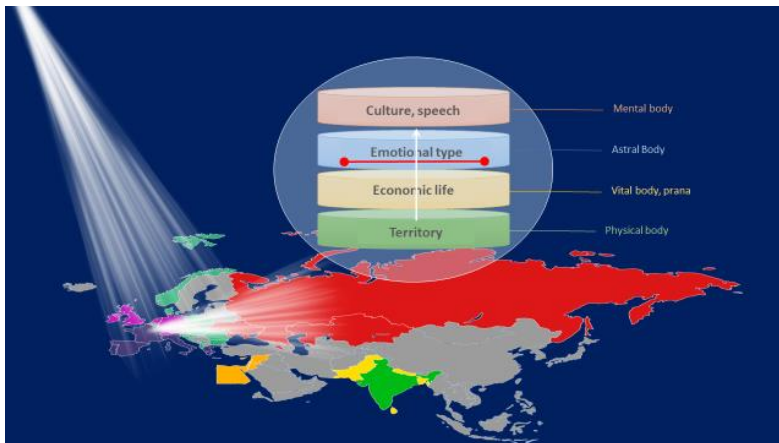 Culture, speech
Mental body
Emotional type
Astral Body
Economic life
Vital body, prana
Territory
Physical body